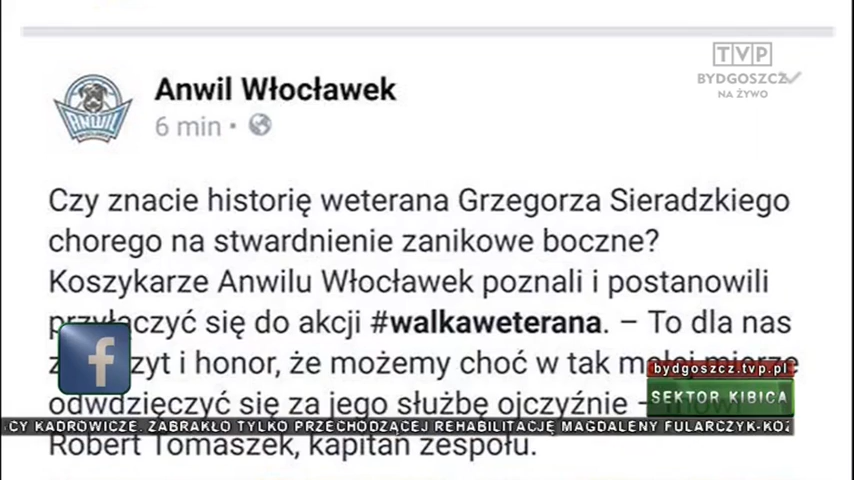 TVP
BYDGOSZCZ
NA ŻYWO
Anwil Włocławek
6 min
ANWIL
Czy znacie historię weterana Grzegorza Sieradzkiego
chorego na stwardnienie zanikowe boczne?
Koszykarze Anwilu Włocławek poznali i postanowili
przyłączyć się do akcji #walkaweterana. – To dla nas
i honor, że możemy choć w tak małej mierze
bydgoszcz.tvp.pl
odwdzięczyć się za jego służbę ojczyźnie –
SEKTOR KIBICA
CY KADROWICZE. ZABRAKŁO TYLKO PRZECHODZĄCEJ REHABILITACJĘ MAGDALENY FULARCZYK-KOZ
Robert Tomaszek, kapitan zespołu.